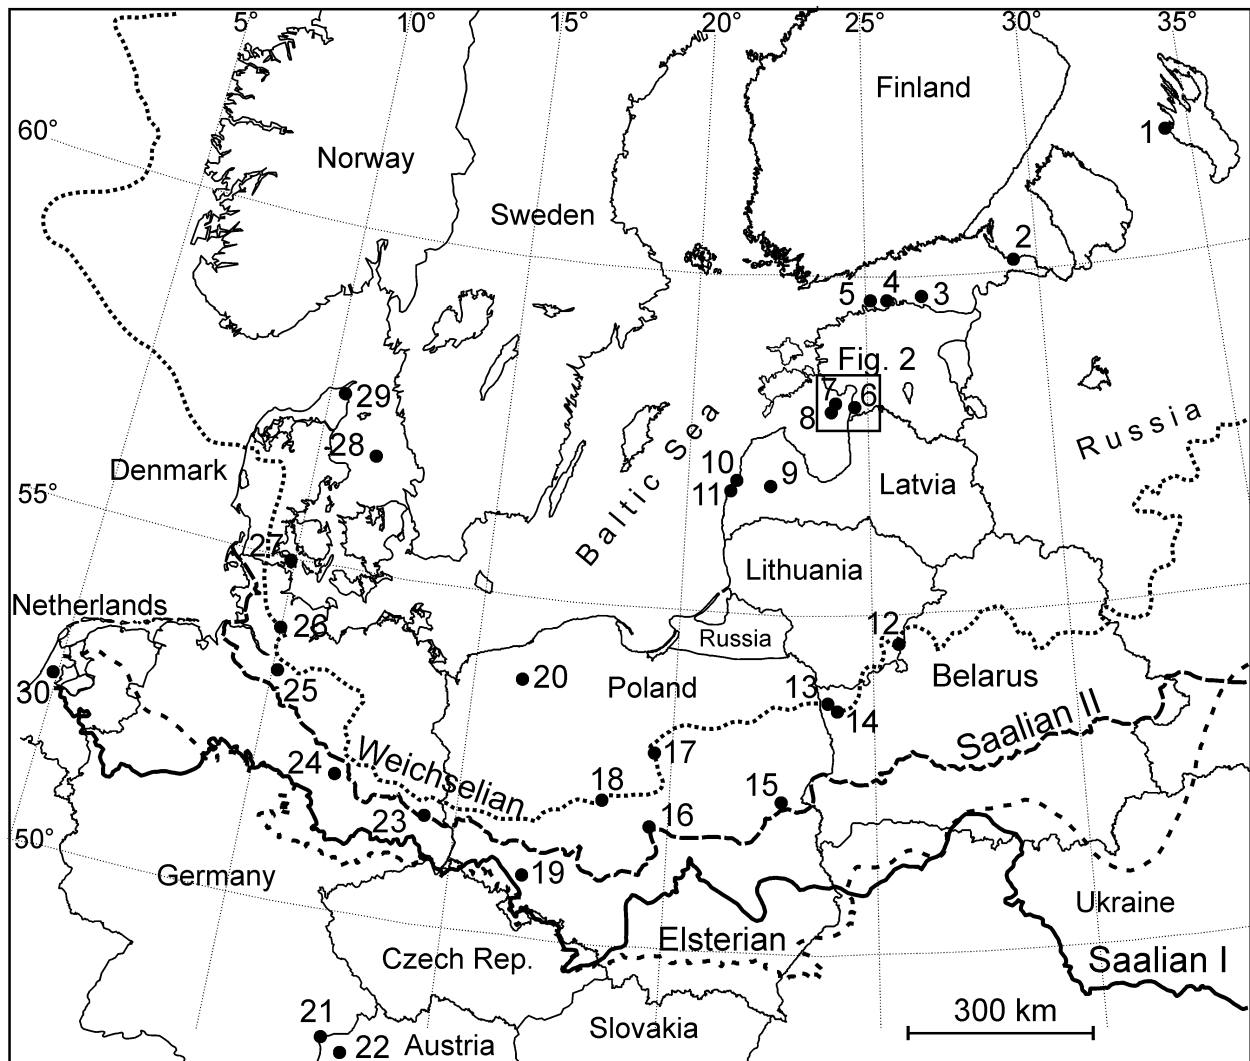 5°
10°
15°
20°
25°
30°
35°
Finland
60°
1
Norway
Sweden
2
5
4
3
Fig. 2
29
7
6
8
28
Baltic Sea
Russia
Denmark
10
9
11
Latvia
55°
27
Lithuania
Netherlands
26
12
Russia
30
25
20
Poland
Belarus
13
14
Saalian II
17
24
Weichselian
18
15
23
16
50°
19
Germany
Ukraine
Elsterian
Czech Rep.
Saalian I
21
300 km
22
Austria
Slovakia